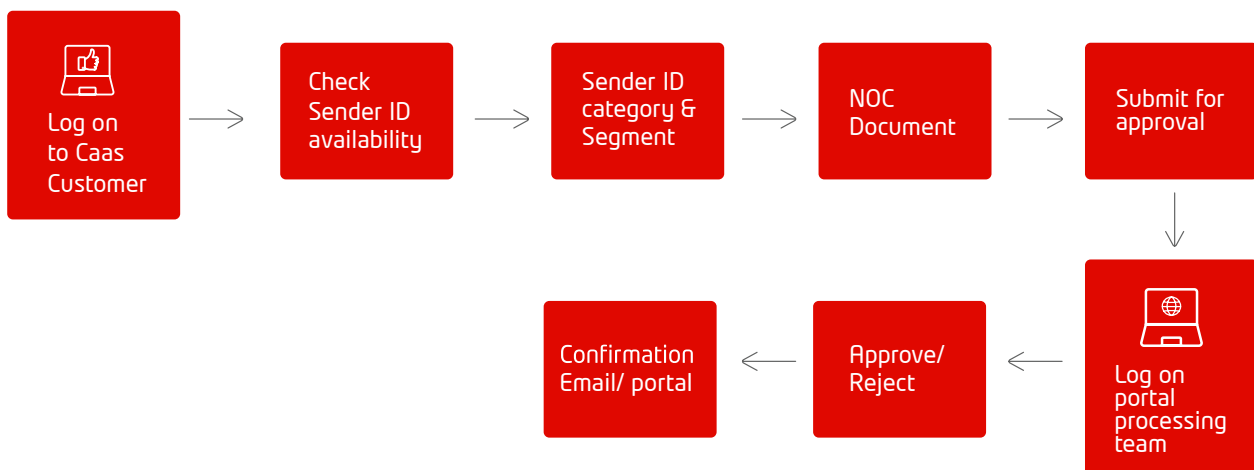 Log on
to Caas
Customer
Check
Sender ID
availability
Sender ID
category &
Segment
NOC
Document
Submit for
approval
Log on
portal
processing
team
Approve/
Reject
Confirmation
Email/ portal